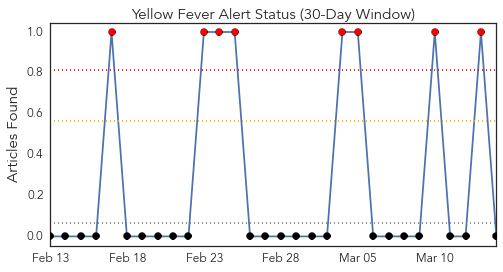 Yellow Fever Alert Status (30-Day Window)
Articles Found
1.0
0.8
0.6
0.4
0.2
0.0
Feb 13 Feb 18 Feb 23 Feb 28 Mar 05 Mar 10